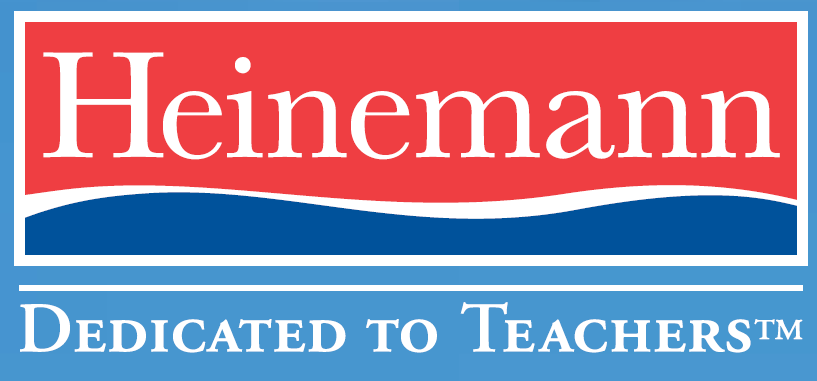 Heinemann
DEDICATED TO TEACHERS™